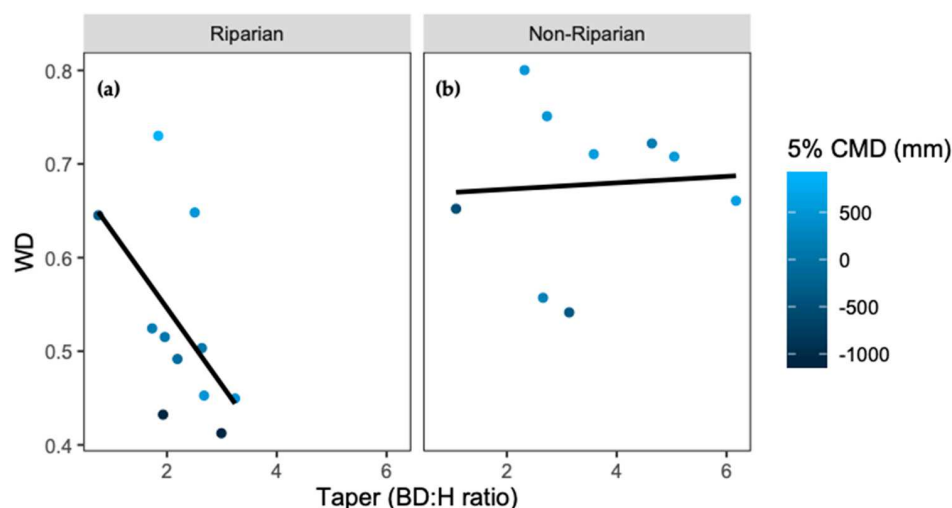 Riparian
Non-Riparian
(a)
(b)
WD
0.8
0.7
0.6
0.5
0.4
2
4
6
2
4
6
Taper (BD:H ratio)
5% CMD (mm)
500
0
-500
-1000